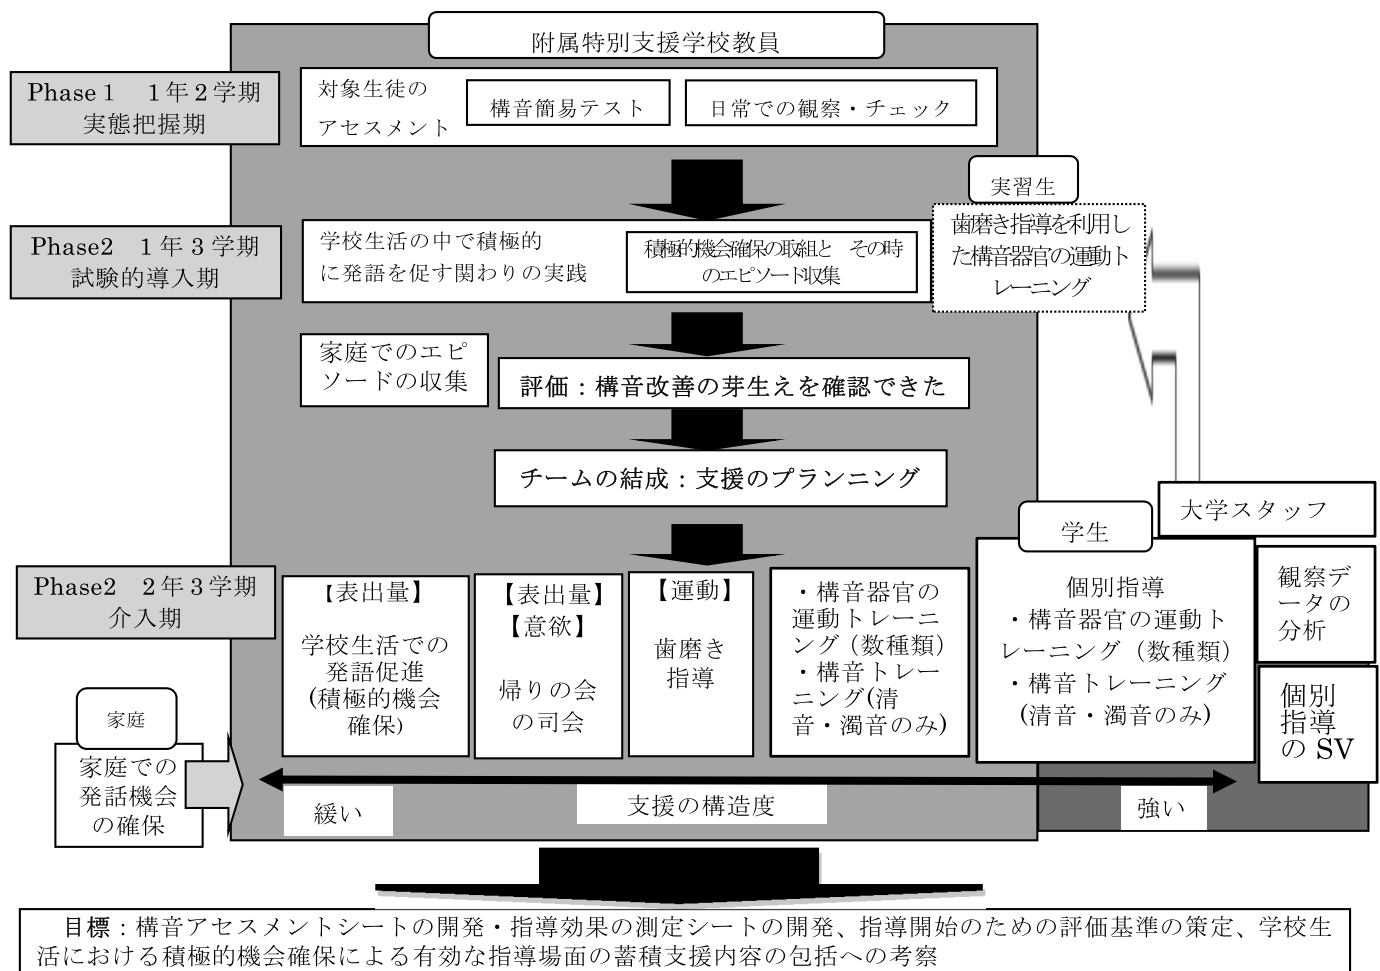 附属特別支援学校教員
Phase１　１年２学期
実態把握期
対象生徒の
アセスメント
構音簡易テスト
日常での観察・チェック
実習生
Phase2　１年３学期
試験的導入期
学校生活の中で積極的
に発語を促す関わりの実践
積極的機会確保の取組と　その時
のエピソード収集
歯磨き指導を利用し
た構音器官の運動ト
レーニング
家庭でのエピ
ソードの収集
評価：構音改善の芽生えを確認できた
チームの結成：支援のプランニング
大学スタッフ
学生
Phase2　２年３学期
介入期
【表出量】
学校生活での
発語促進
(積極的機会
確保)
【表出量】
【意欲】
帰りの会
の司会
【運動】
歯磨き
指導
・構音器官の
運動トレーニ
ング（数種類）
・構音トレー
ニング(清
音・濁音のみ)
個別指導
・構音器官の運動ト
レーニング（数種類）
・構音トレーニング
(清音・濁音のみ)
観察デ
ータの
分析
個別
指導
の SV
家庭
家庭での
発話機会
の確保
緩い
支援の構造度
強い
目標：構音アセスメントシートの開発・指導効果の測定シートの開発、指導開始のための評価基準の策定、学校生
活における積極的機会確保による有効な指導場面の蓄積支援内容の包括への考察